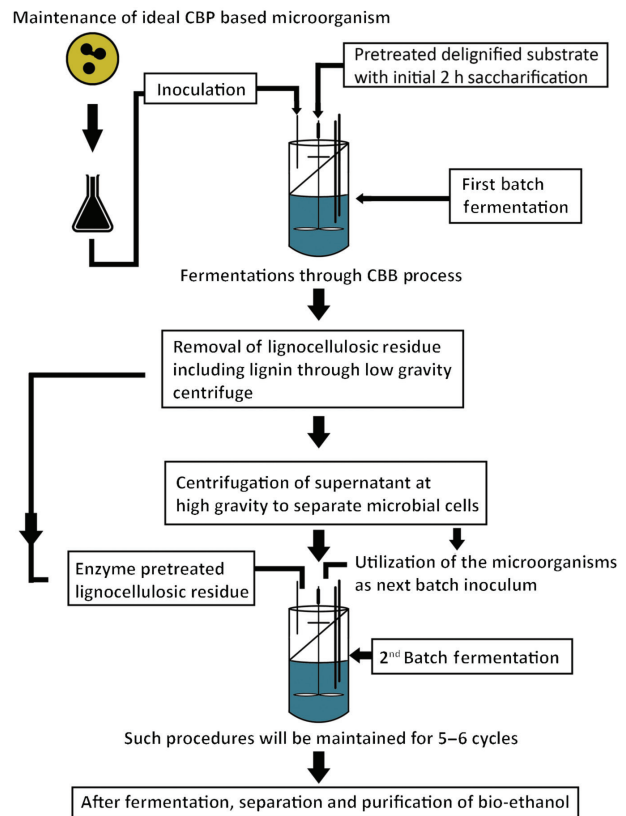 Maintenance of ideal CBP based microorganism
Pretreated delignified substrate
with initial 2 h saccharification
Inoculation
First batch
fermentation
Fermentations through CBB process
Removal of lignocellulosic residue
including lignin through low gravity
centrifuge
Centrifugation of supernatant at
high gravity to separate microbial cells
Enzyme pretreated
lignocellulosic residue
Utilization of the microorganisms
as next batch inoculum
2nd Batch fermentation
Such procedures will be maintained for 5–6 cycles
After fermentation, separation and purification of bio-ethanol